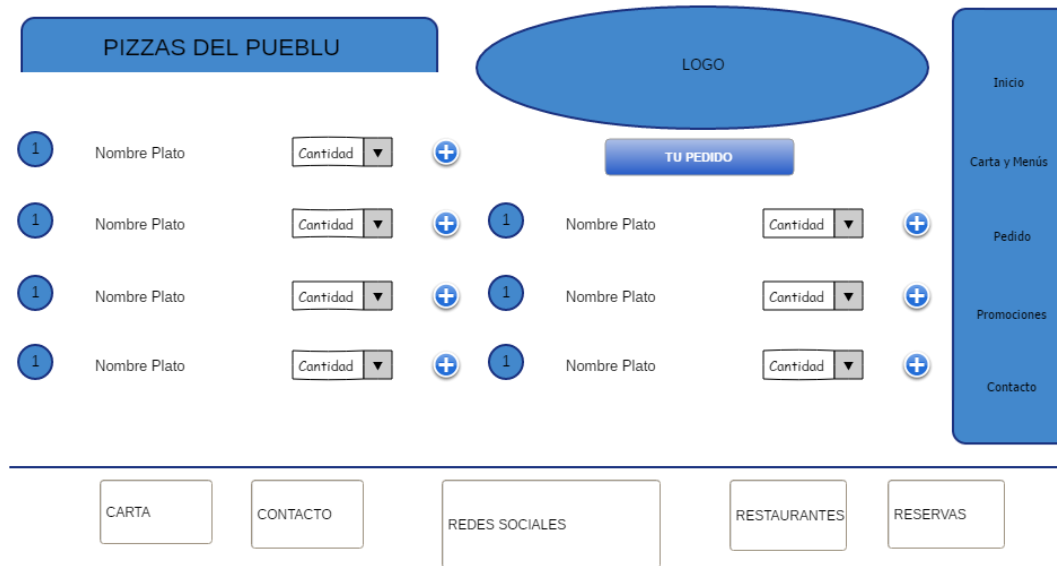 PIZZAS DEL PUEBLU
LOGO
Inicio
Carta y Menús
Pedido
Promociones
Contacto
1 Nombre Plato Cantidad
TU PEDIDO
1 Nombre Plato Cantidad
1 Nombre Plato Cantidad
1 Nombre Plato Cantidad
1 Nombre Plato Cantidad
1 Nombre Plato Cantidad
1 Nombre Plato Cantidad
CARTA
CONTACTO
REDES SOCIALES
RESTAURANTES
RESERVAS